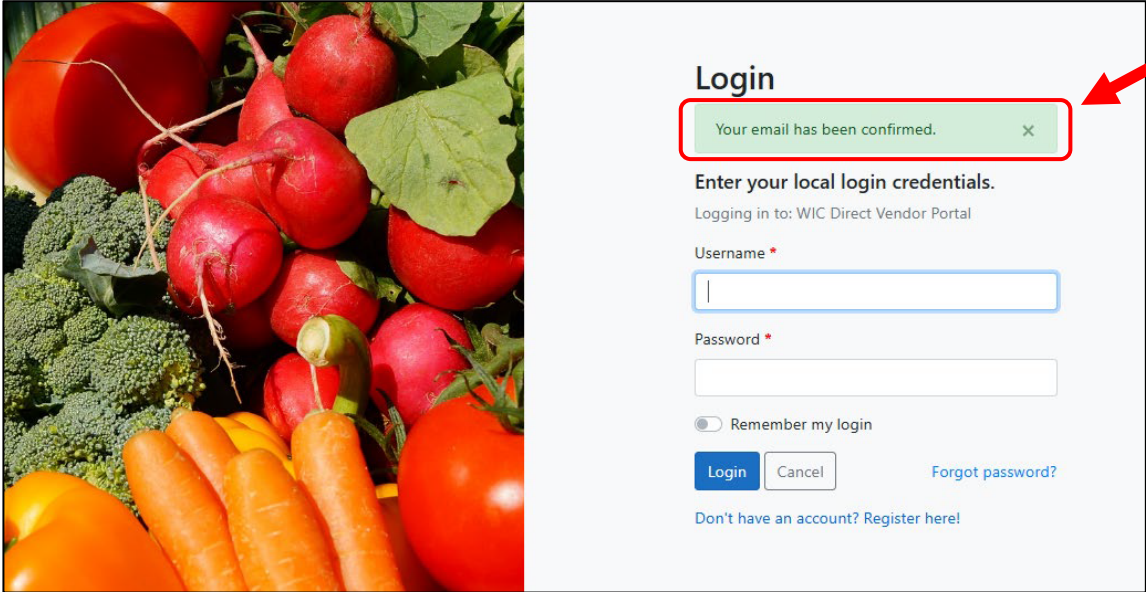 Login
Your email has been confirmed. ×
Enter your local login credentials.
Logging in to: WIC Direct Vendor Portal
Username *
Password *
Remember my login
Login Cancel Forgot password?
Don't have an account? Register here!